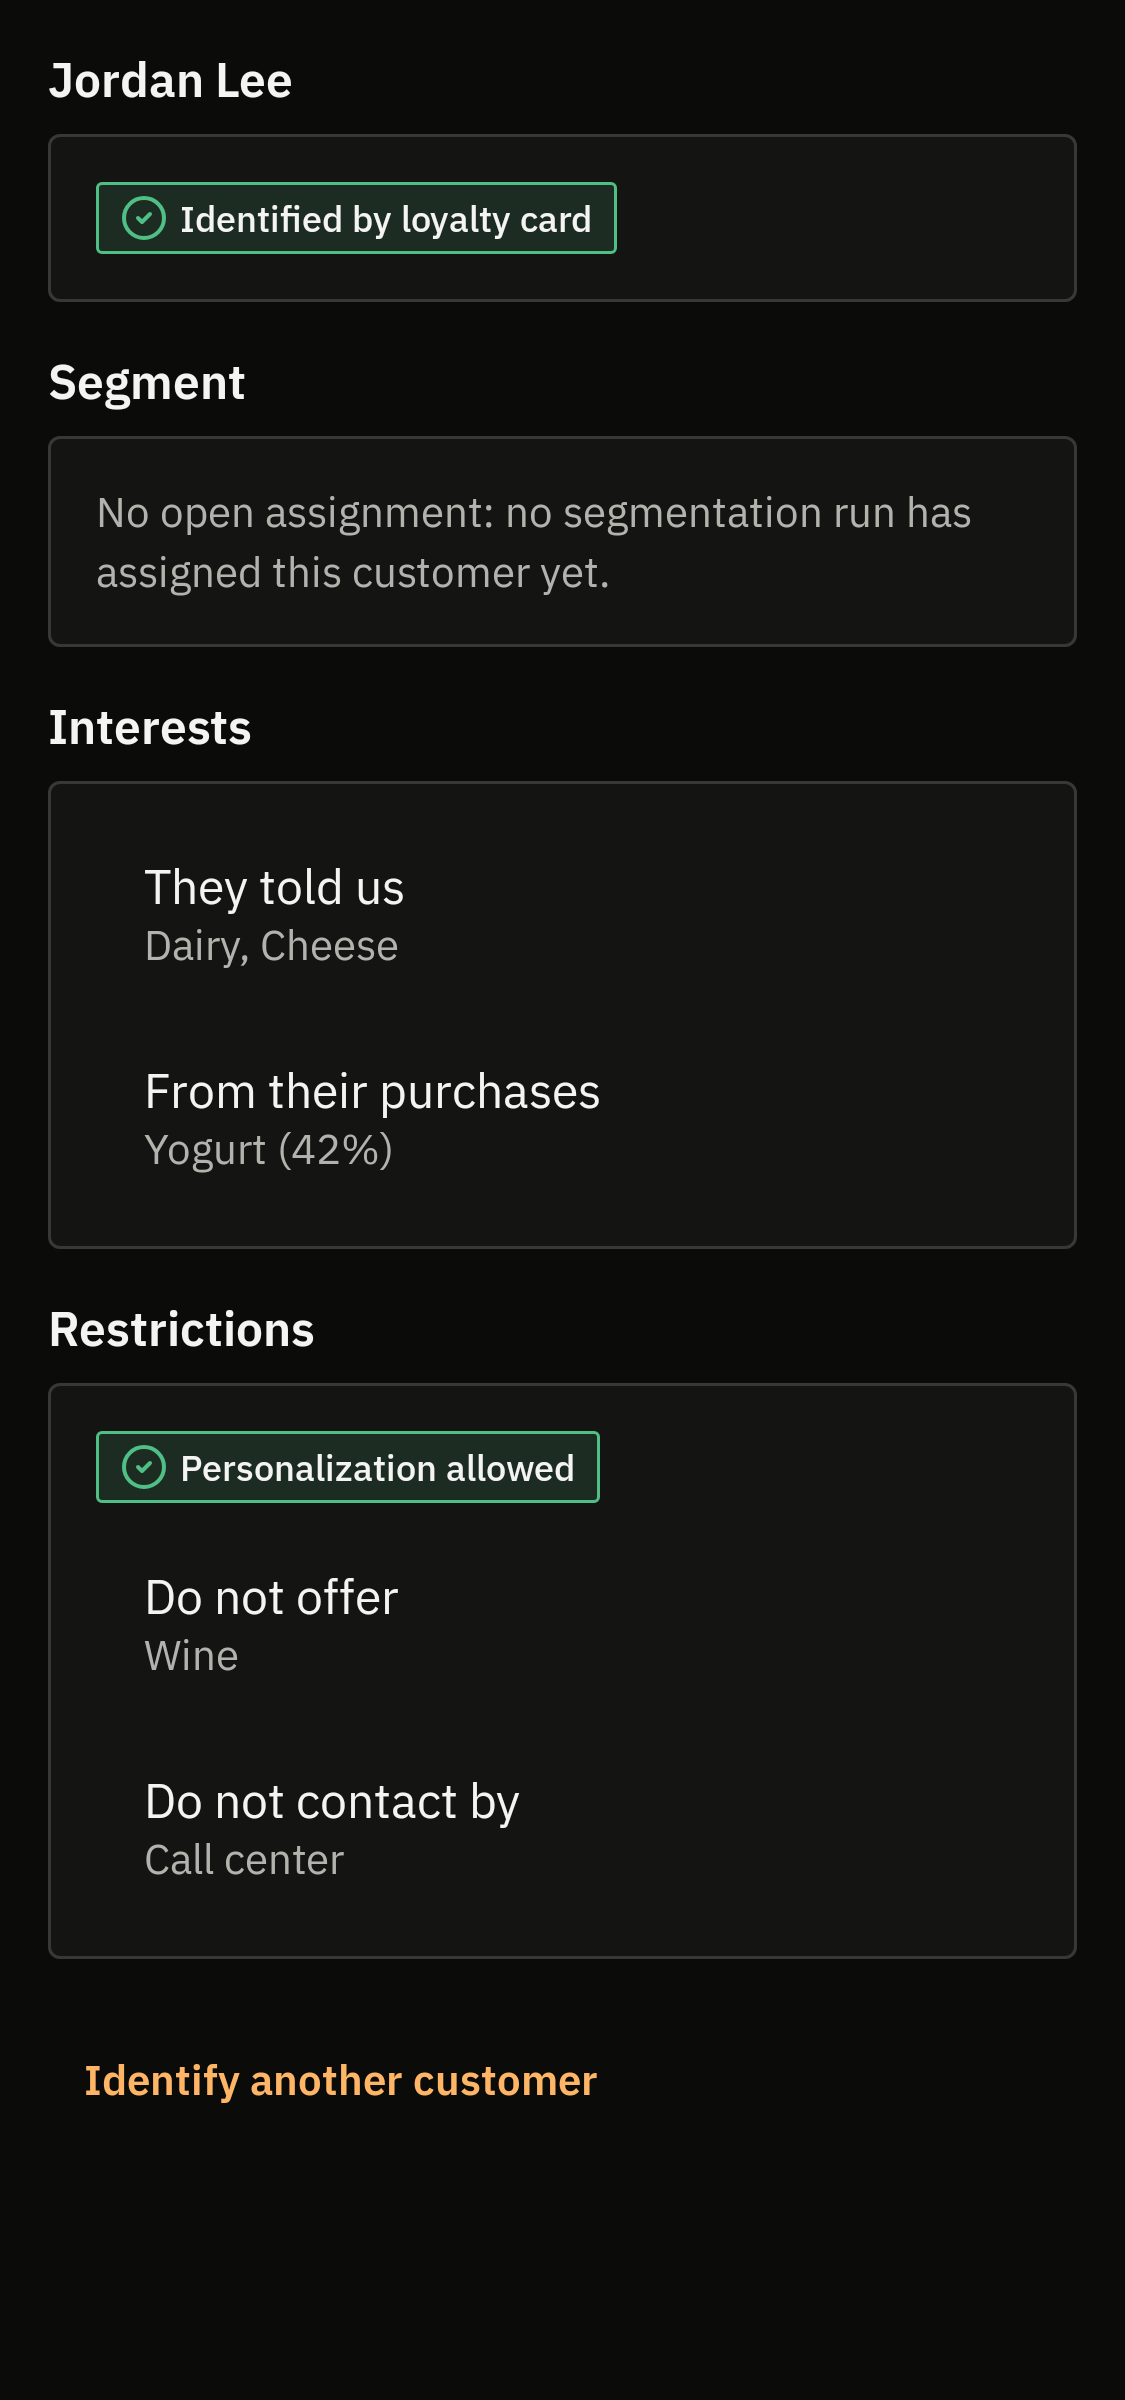 Jordan Lee
Identified by loyalty card
Segment
No open assignment: no segmentation run has
assigned this customer yet.
Interests
They told us
Dairy, Cheese
From their purchases
Yogurt (42%)
Restrictions
Personalization allowed
Do not offer
Wine
Do not contact by
Call center
Identify another customer